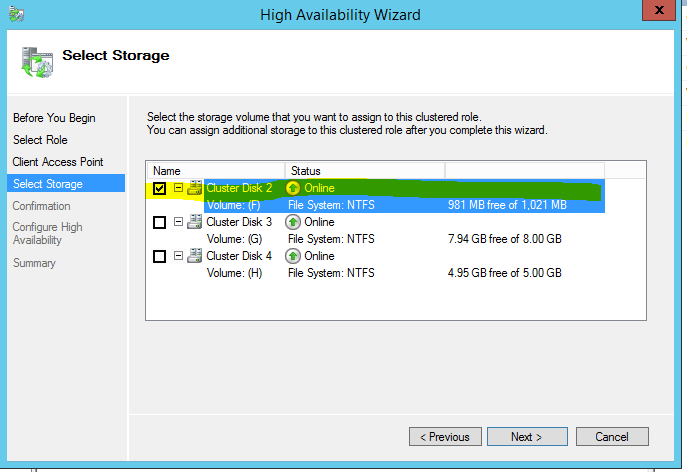 High Availability Wizard
x
Select Storage
Before You Begin
Select Role
Client Access Point
Select Storage
Confirmation
Configure High
Availability
Summary
Select the storage volume that you want to assign to this clustered role.
You can assign additional storage to this clustered role after you complete this wizard.
Name Status
Cluster Disk 2 Online
Volume: (F) File System: NTFS 981 MB free of 1,021 MB
Cluster Disk 3 Online
Volume: (G) File System: NTFS 7.94 GB free of 8.00 GB
Cluster Disk 4 Online
Volume: (H) File System: NTFS 4.95 GB free of 5.00 GB
< Previous Next > Cancel